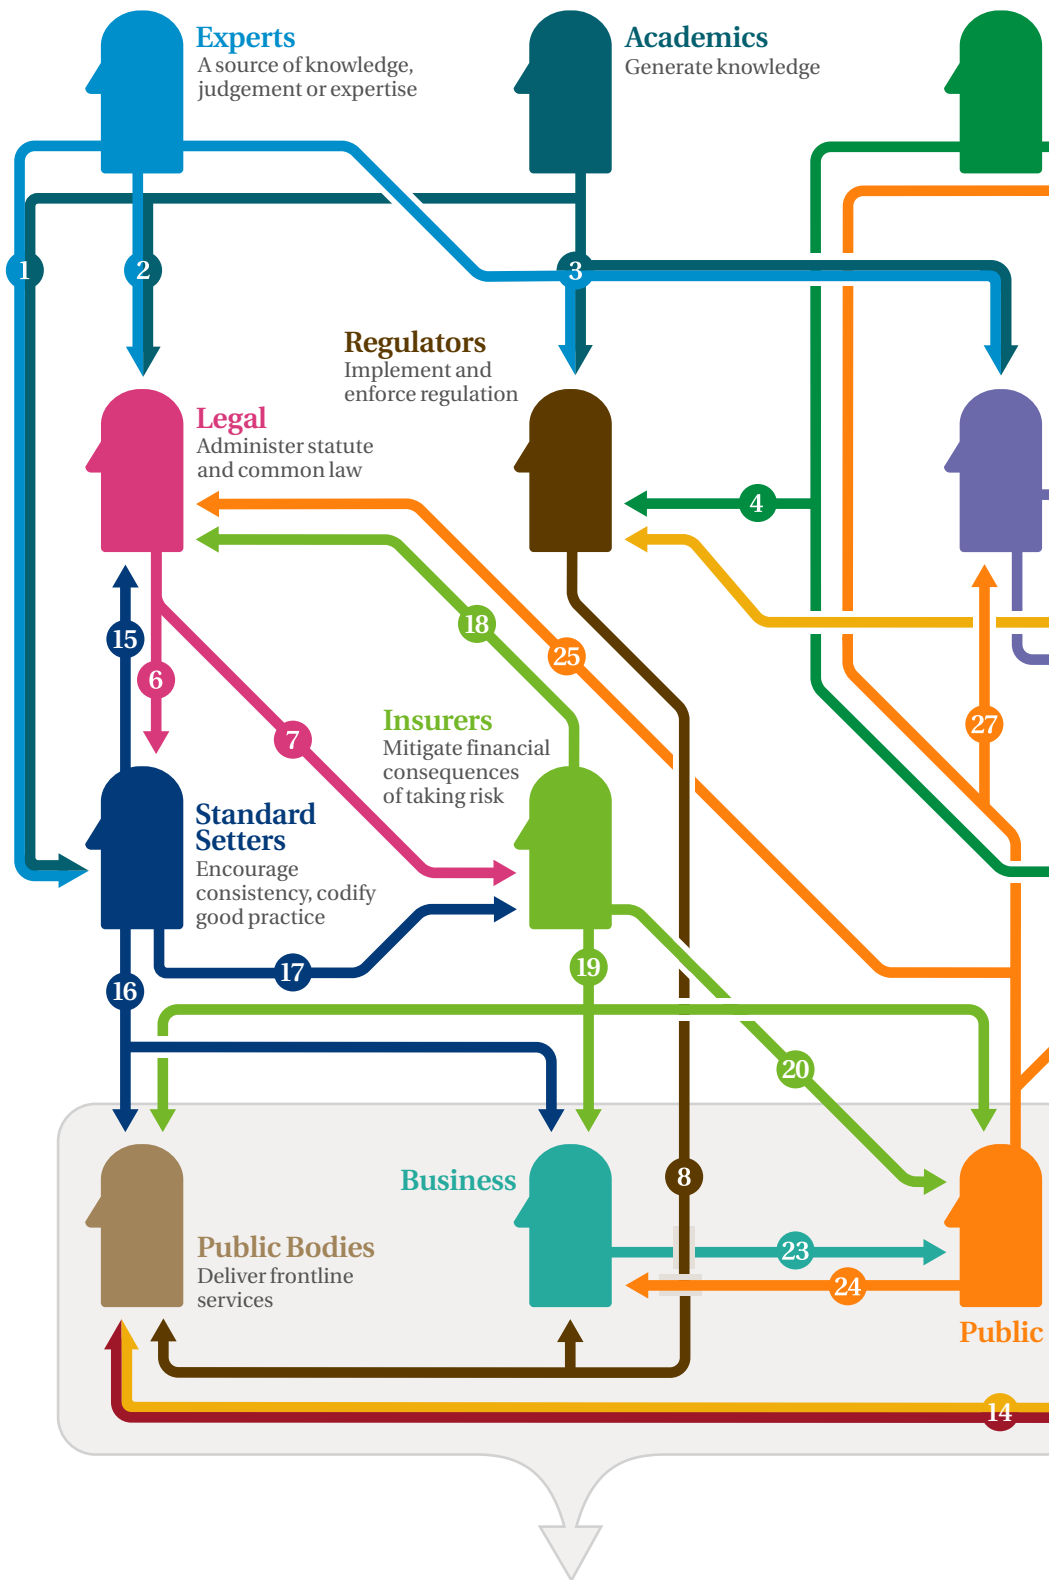 Experts
A source of knowledge,
judgement or expertise
Academics
Generate knowledge
1
2
3
Regulators
Implement and
enforce regulation
Legal
Administer statute
and common law
4
18
15
25
6
7
27
Insurers
Mitigate financial
consequences
of taking risk
Standard
Setters
Encourage
consistency, codify
good practice
17
19
16
20
Business
8
Public Bodies
Deliver frontline
services
23
24
Public
14